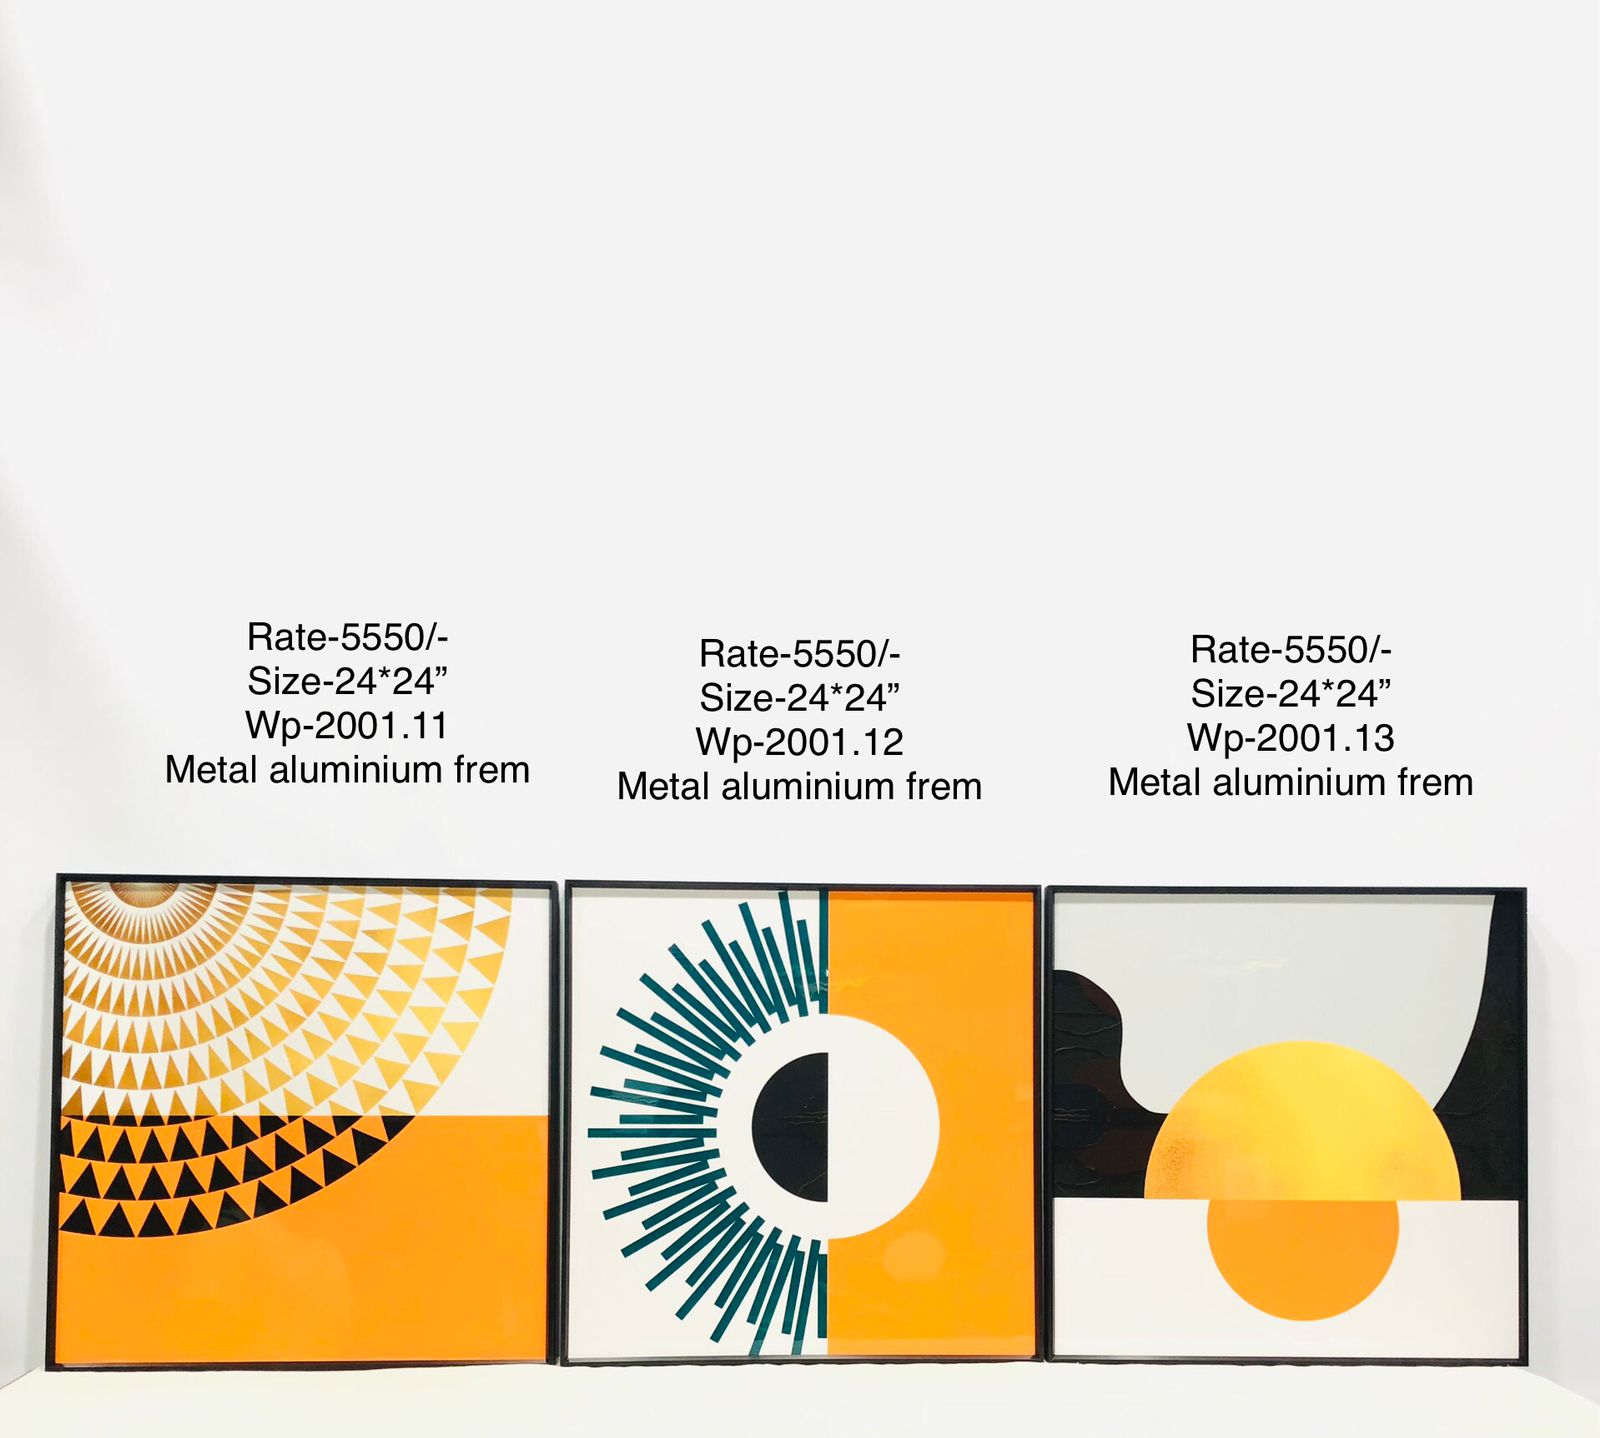 Rate-5550/-
Size-24*24”
Wp-2001.11
Metal aluminium frem
Rate-5550/-
Size-24*24”
Wp-2001.12
Metal aluminium frem
Rate-5550/-
Size-24*24”
Wp-2001.13
Metal aluminium frem